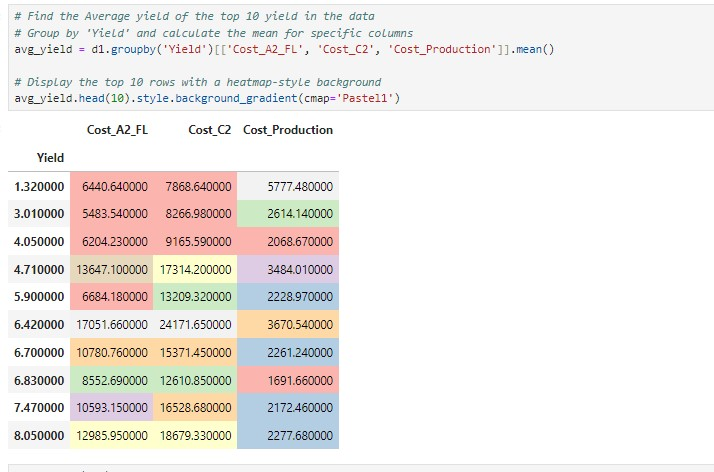 # Find the Average yield of the top 10 yield in the data
# Group by 'Yield' and calculate the mean for specific columns
avg_yield = d1.groupby('Yield')[['Cost_A2_FL', 'Cost_C2', 'Cost_Production']].mean()
# Display the top 10 rows with a heatmap-style background
avg_yield.head(10).style.background_gradient(cmap='Pastel1')
Cost_A2_FL Cost_C2 Cost_Production
Yield
1.320000 6440.640000 7868.640000 5777.480000
3.010000 5483.540000 8266.980000 2614.140000
4.050000 6204.230000 9165.590000 2068.670000
4.710000 13647.100000 17314.200000 3484.010000
5.900000 6684.180000 13209.320000 2228.970000
6.420000 17051.660000 24171.650000 3670.540000
6.700000 10780.760000 15371.450000 2261.240000
6.830000 8552.690000 12610.850000 1691.660000
7.470000 10593.150000 16528.680000 2172.460000
8.050000 12985.950000 18679.330000 2277.680000